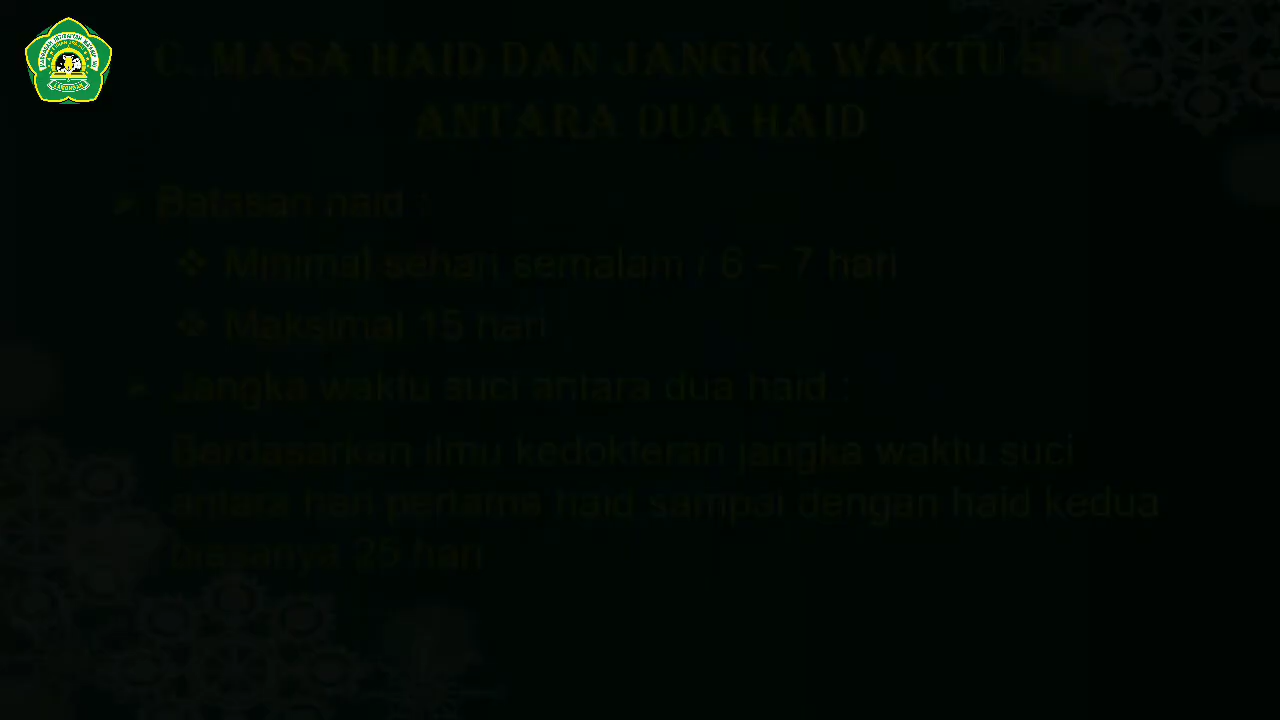 C. MASA HAID DAN JANGKA WAKTU SUCI
ANTARA DUA HAID
Batasan haid :
Minimal sehari semalam / 6 – 7 hari
Maksimal 15 hari
Jangka waktu suci antara dua haid :
Berdasarkan ilmu kedokteran jangka waktu suci
antara hari pertama haid sampai dengan haid kedua
25 hari
LAMONGAN